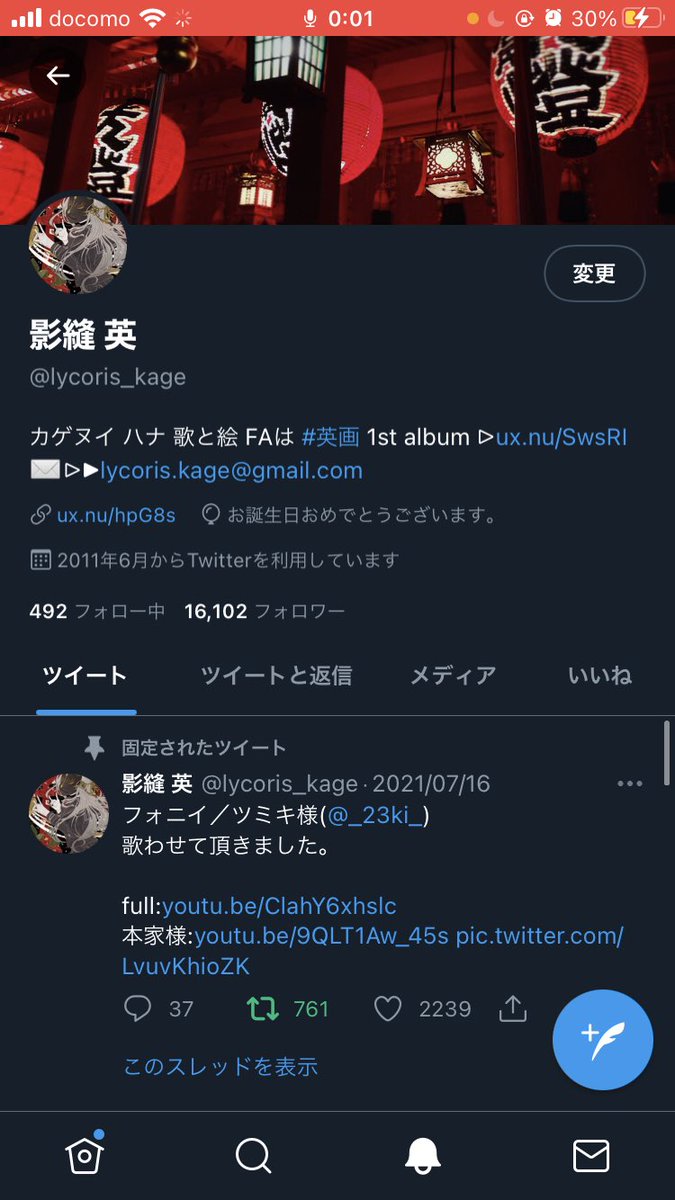 docomo 0:01 30%
影縫 英
変更
@lycoris_kage
カゲヌイ ハナ 歌と絵 FAは #英画 1st album ▷ux.nu/SwsRI
✉▷▶lycoris.kage@gmail.com
ux.nu/hpG8s お誕生日おめでとうございます。
2011年6月からTwitterを利用しています
492 フォロー中 16,102 フォロワー
ツイート ツイートと返信 メディア いいね
固定されたツイート
影縫 英 @lycoris_kage · 2021/07/16
フォニイ／ツミキ様(@_23ki_)
歌わせて頂きました。
full:youtu.be/ClahY6xhslc
本家様:youtu.be/9QLT1Aw_45s pic.twitter.com/
LvuvKhioZK
37 761 2239
このスレッドを表示